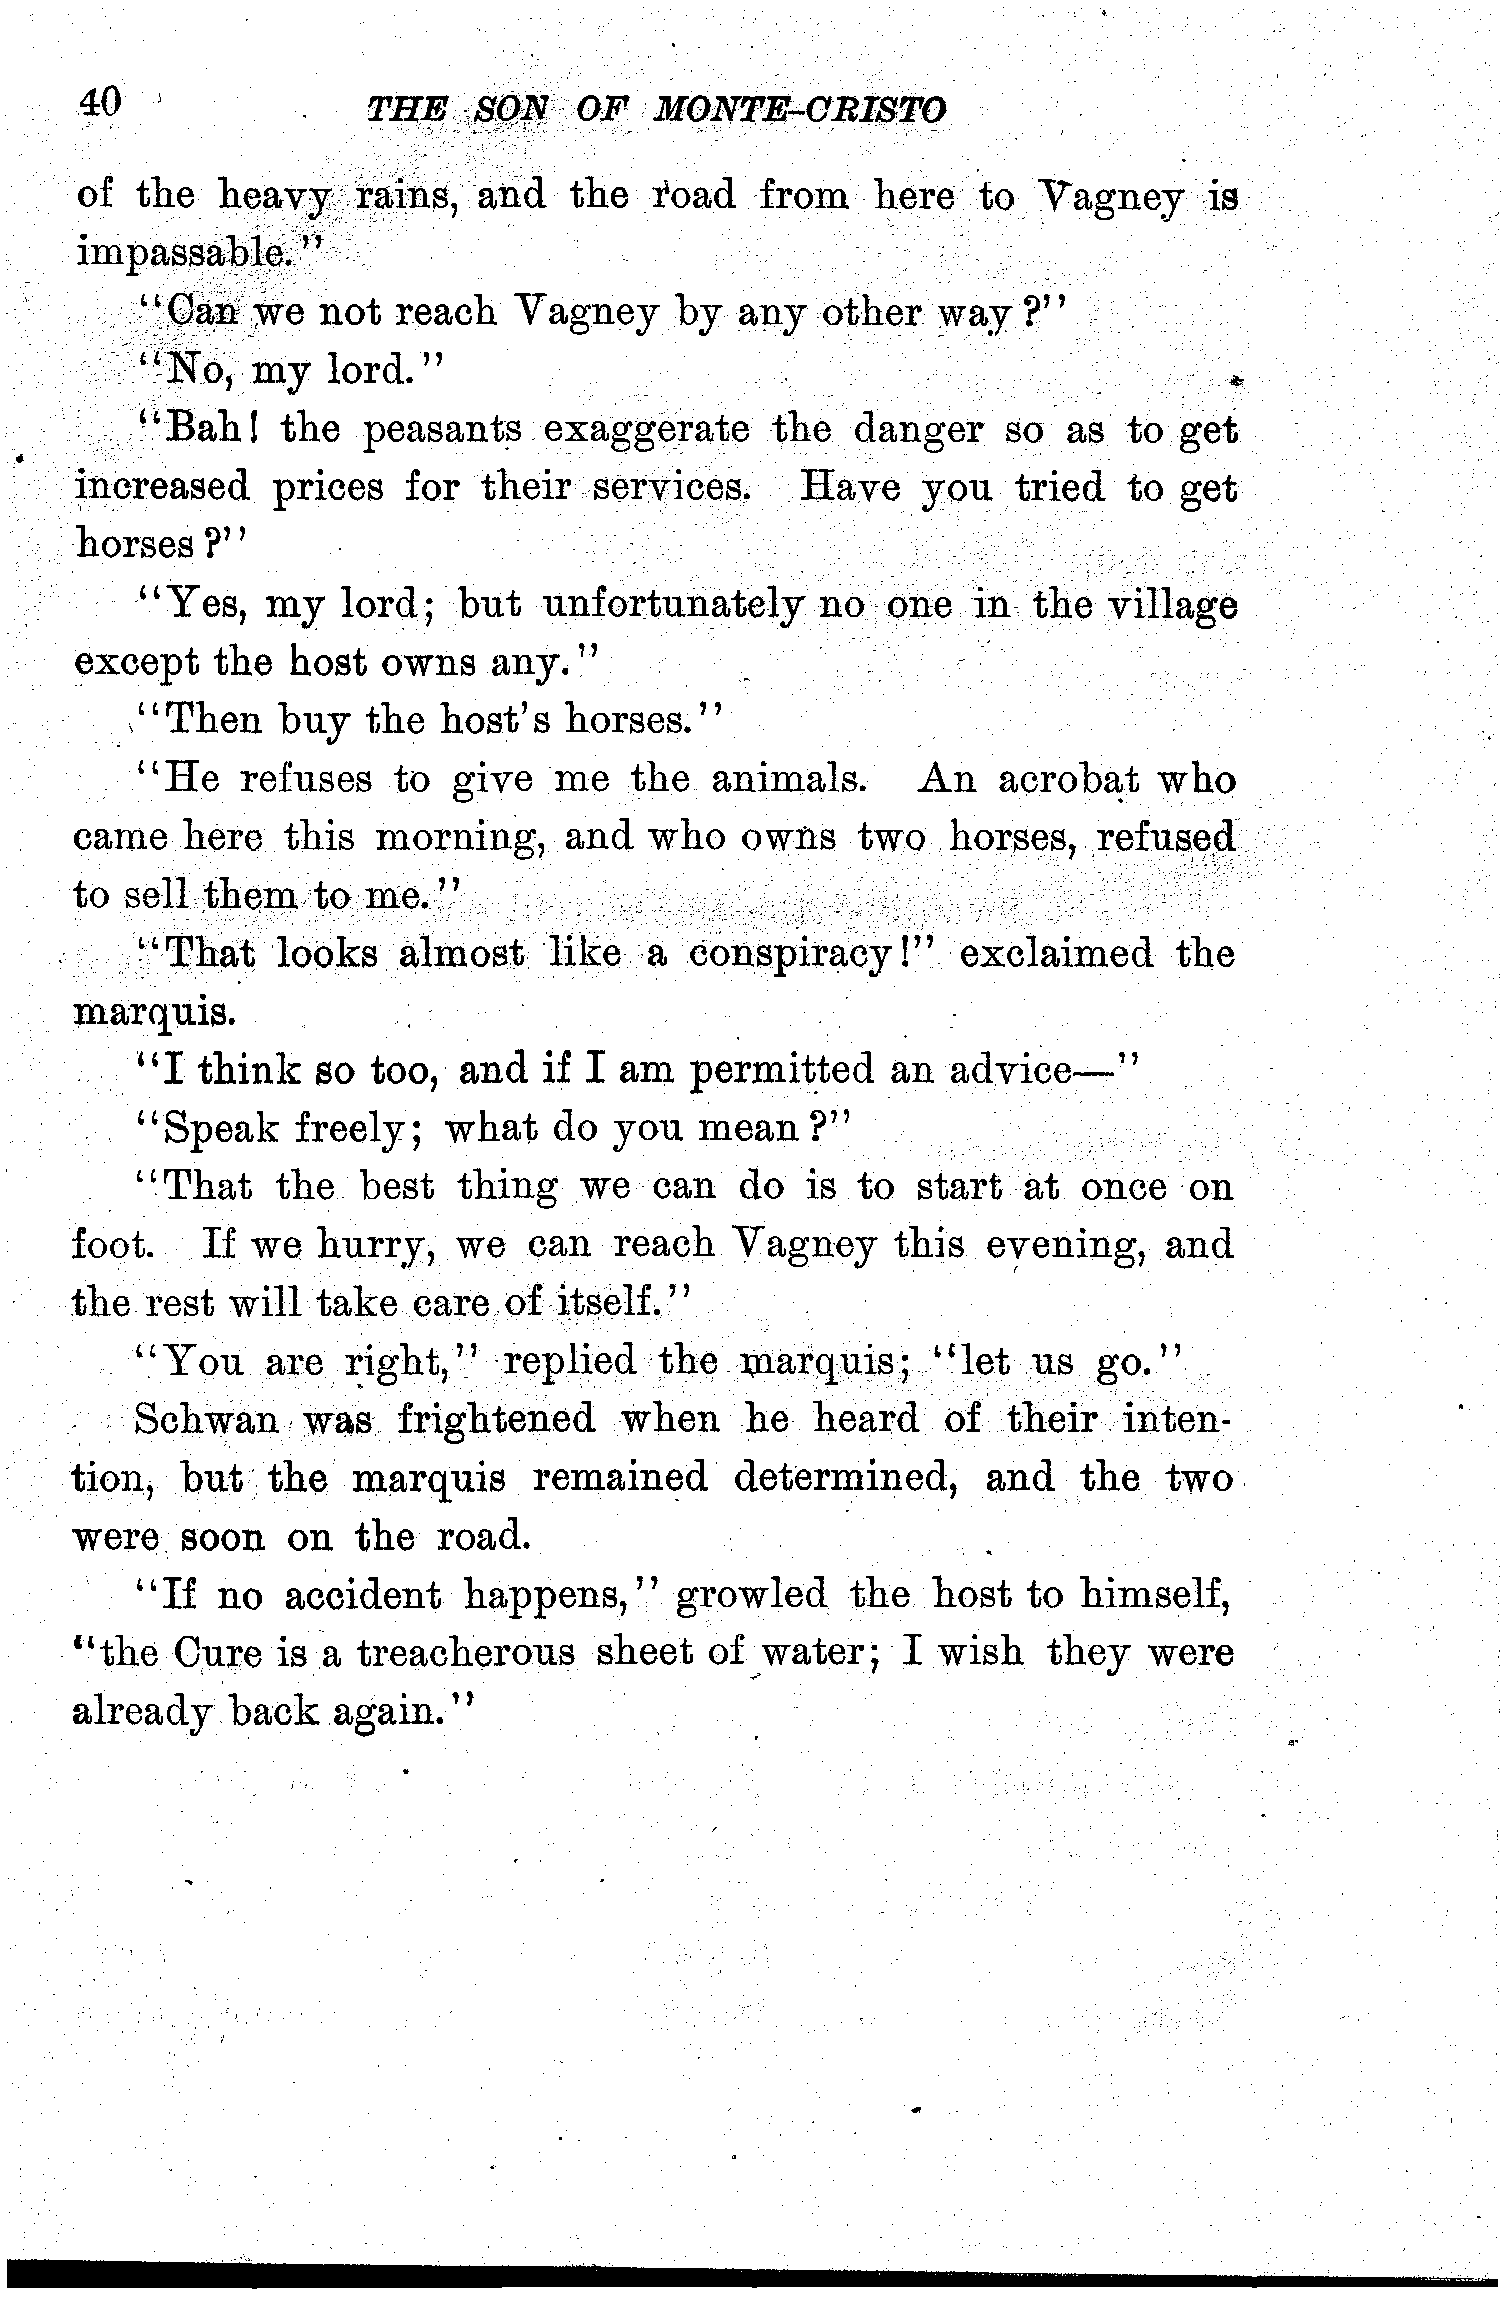 40 THE SON OF MONTE-CRISTO
of the heavy rains, and the road from here to Vagney is
impassable."
"Can we not reach Vagney by any other way?"
"No, my lord."
"Bah! the peasants exaggerate the danger so as to get
increased prices for their services. Have you tried to get
horses?"
"Yes, my lord; but unfortunately no one in the village
except the host owns any."
"Then buy the host's horses."
"He refuses to give me the animals. An acrobat who
came here this morning, and who owns two horses, refused
to sell them to me."
"That looks almost like a conspiracy!" exclaimed the
marquis.
"I think so too, and if I am permitted an advice—"
"Speak freely; what do you mean?"
"That the best thing we can do is to start at once on
foot. If we hurry, we can reach Vagney this evening, and
the rest will take care of itself."
"You are right," replied the marquis; "let us go."
Schwan was frightened when he heard of their inten-
tion, but the marquis remained determined, and the two
were soon on the road.
"If no accident happens," growled the host to himself,
"the Cure is a treacherous sheet of water; I wish they were
already back again."